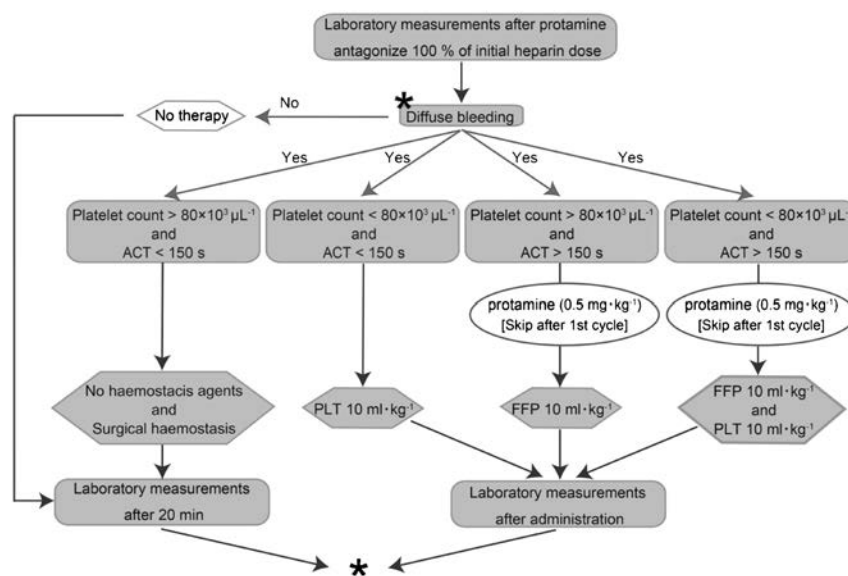 Laboratory measurements after protamine
antagonize 100 % of initial heparin dose
*
Diffuse bleeding
No
No therapy
Yes
Yes
Yes
Yes
Platelet count > 80×10³ µL⁻¹
and
ACT < 150 s
Platelet count < 80×10³ µL⁻¹
and
ACT < 150 s
Platelet count > 80×10³ µL⁻¹
and
ACT > 150 s
Platelet count < 80×10³ µL⁻¹
and
ACT > 150 s
protamine (0.5 mg·kg⁻¹)
[Skip after 1st cycle]
protamine (0.5 mg·kg⁻¹)
[Skip after 1st cycle]
No haemostacis agents
and
Surgical haemostasis
PLT 10 ml·kg⁻¹
FFP 10 ml·kg⁻¹
FFP 10 ml·kg⁻¹
and
PLT 10 ml·kg⁻¹
Laboratory measurements
after 20 min
Laboratory measurements
after administration
*